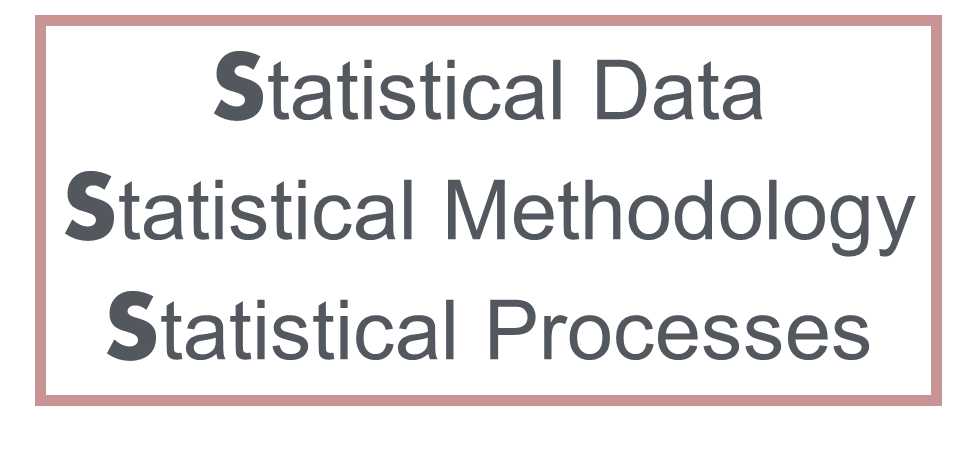 Statistical Data
Statistical Methodology
Statistical Processes